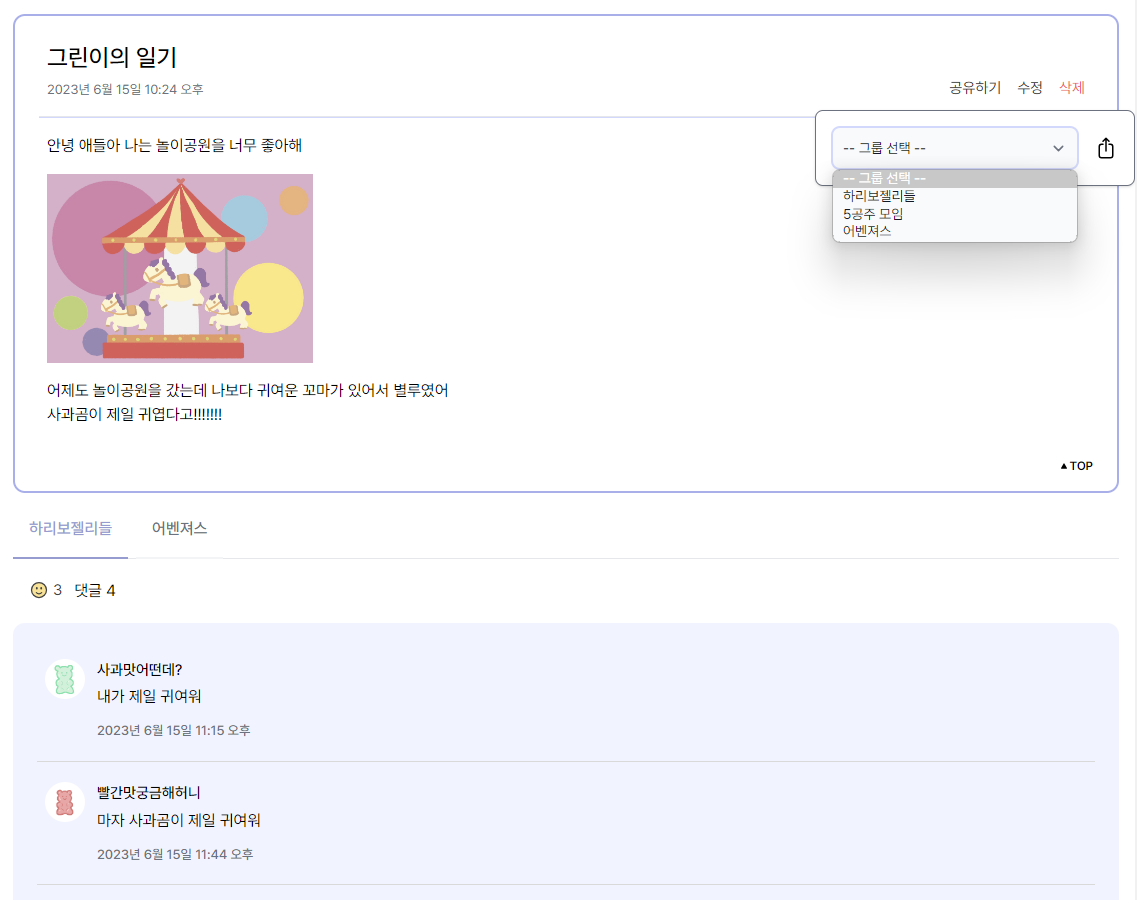 그린이의 일기
2023년 6월 15일 10:24 오후
공유하기 수정 삭제
안녕 애들아 나는 놀이공원을 너무 좋아해
-- 그룹 선택 --
-- 그룹 선택 --
하리보젤리들
5공주 모임
어벤져스
어제도 놀이공원을 갔는데 나보다 귀여운 꼬마가 있어서 별루였어
사과곰이 제일 귀엽다고!!!!!!!
▲ TOP
하리보젤리들 어벤져스
3 댓글 4
사과맛어떤데?
내가 제일 귀여워
2023년 6월 15일 11:15 오후
빨간맛궁금해허니
마자 사과곰이 제일 귀여워
2023년 6월 15일 11:44 오후